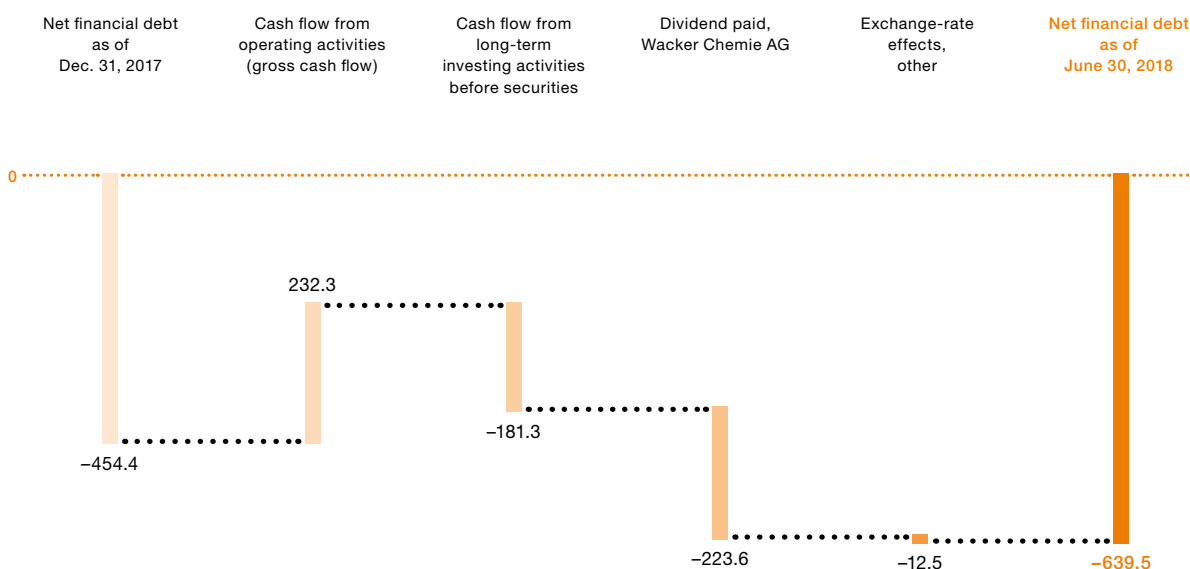 Net financial debt
as of
Dec. 31, 2017
Cash flow from
operating activities
(gross cash flow)
Cash flow from
long-term
investing activities
before securities
Dividend paid,
Wacker Chemie AG
Exchange-rate
effects,
other
Net financial debt
as of
June 30, 2018
0
232.3
−181.3
−454.4
−223.6
−12.5
−639.5